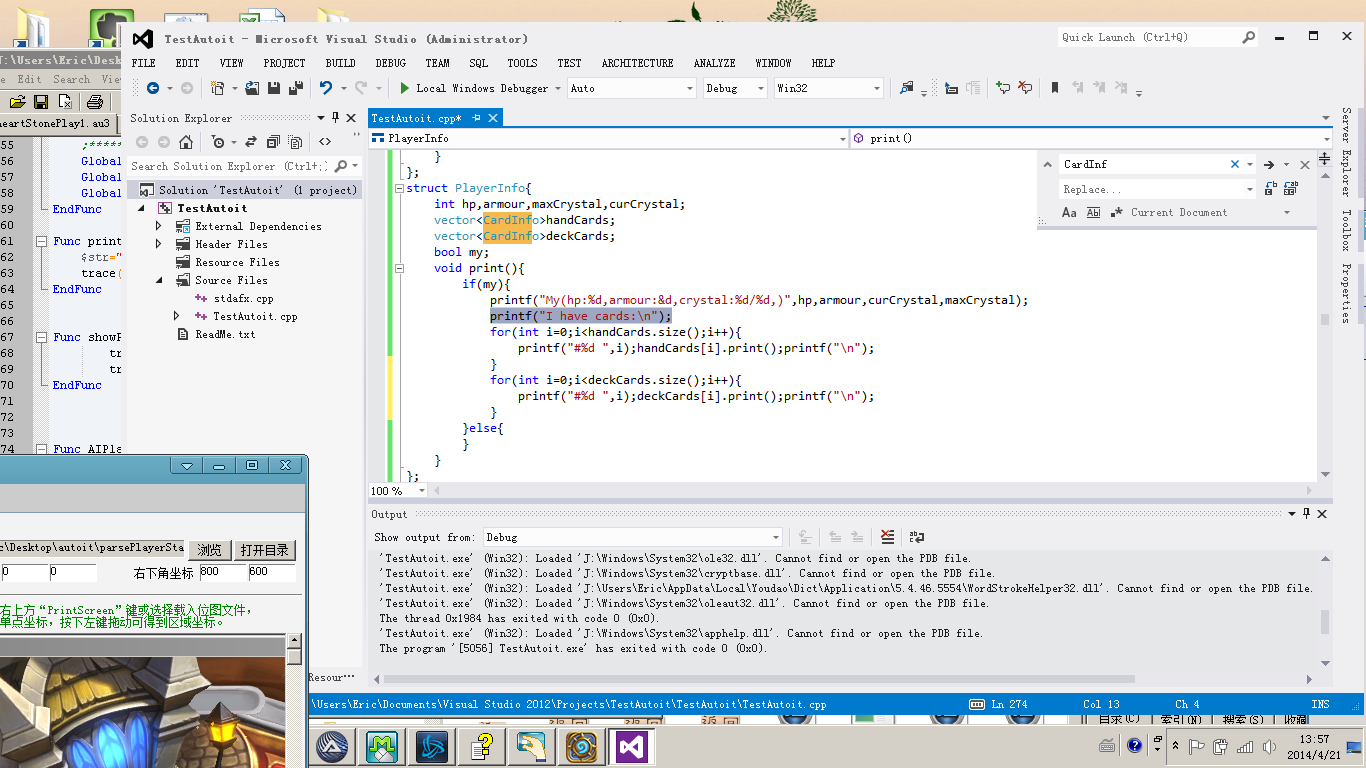 TestAutoit - Microsoft Visual Studio (Administrator)
Quick Launch (Ctrl+Q)
FILE EDIT VIEW PROJECT BUILD DEBUG TEAM SQL TOOLS TEST ARCHITECTURE ANALYZE WINDOW HELP
Local Windows Debugger
Auto
Debug
Win32
:\Users\Eric\Desk
Edit Search View
eartStonePlay1.au3
55 ;*****
56 Global
57 Global
58 Global
59 EndFunc
60
61 Func print
62 $str="
63 trace(
64 EndFunc
65
66
67 Func showP
68 tr
69 tr
70 EndFunc
71
72
73
74 Func AIPla
Solution Explorer
Search Solution Explorer (Ctrl+;)
Solution 'TestAutoit' (1 project)
TestAutoit
External Dependencies
Header Files
Resource Files
Source Files
stdafx.cpp
TestAutoit.cpp
ReadMe.txt
Resour...
TestAutoit.cpp*
PlayerInfo
print()
CardInf
Replace...
Aa Ab Current Document
}
};
struct PlayerInfo{
int hp,armour,maxCrystal,curCrystal;
vector<CardInfo>handCards;
vector<CardInfo>deckCards;
bool my;
void print(){
if(my){
printf("My(hp:%d,armour:&d,crystal:%d/%d,)",hp,armour,curCrystal,maxCrystal);
printf("I have cards:\n");
for(int i=0;i<handCards.size();i++){
printf("#%d ",i);handCards[i].print();printf("\n");
}
for(int i=0;i<deckCards.size();i++){
printf("#%d ",i);deckCards[i].print();printf("\n");
}
}else{
}
}
};
100 %
Server Explorer
Toolbox
Properties
Output
Show output from: Debug
'TestAutoit.exe' (Win32): Loaded 'J:\Windows\System32\ole32.dll'. Cannot find or open the PDB file.
'TestAutoit.exe' (Win32): Loaded 'J:\Windows\System32\cryptbase.dll'. Cannot find or open the PDB file.
'TestAutoit.exe' (Win32): Loaded 'J:\Users\Eric\AppData\Local\Youdao\Dict\Application\5.4.46.5554\WordStrokeHelper32.dll'. Cannot find or open the PDB file.
'TestAutoit.exe' (Win32): Loaded 'J:\Windows\System32\oleaut32.dll'. Cannot find or open the PDB file.
The thread 0x1984 has exited with code 0 (0x0).
'TestAutoit.exe' (Win32): Loaded 'J:\Windows\System32\apphelp.dll'. Cannot find or open the PDB file.
The program '[5056] TestAutoit.exe' has exited with code 0 (0x0).
c\Desktop\autoit\parsePlayerSta
浏览
打开目录
0 0 右下角坐标 800 600
右上方“PrintScreen”键或选择载入位图文件，
单点坐标，按下左键拖动可得到区域坐标。
\Users\Eric\Documents\Visual Studio 2012\Projects\TestAutoit\TestAutoit\TestAutoit.cpp
Ln 274 Col 13 Ch 4 INS
目录(C) 索引(N) 搜索(S) 收藏
13:57
2014/4/21